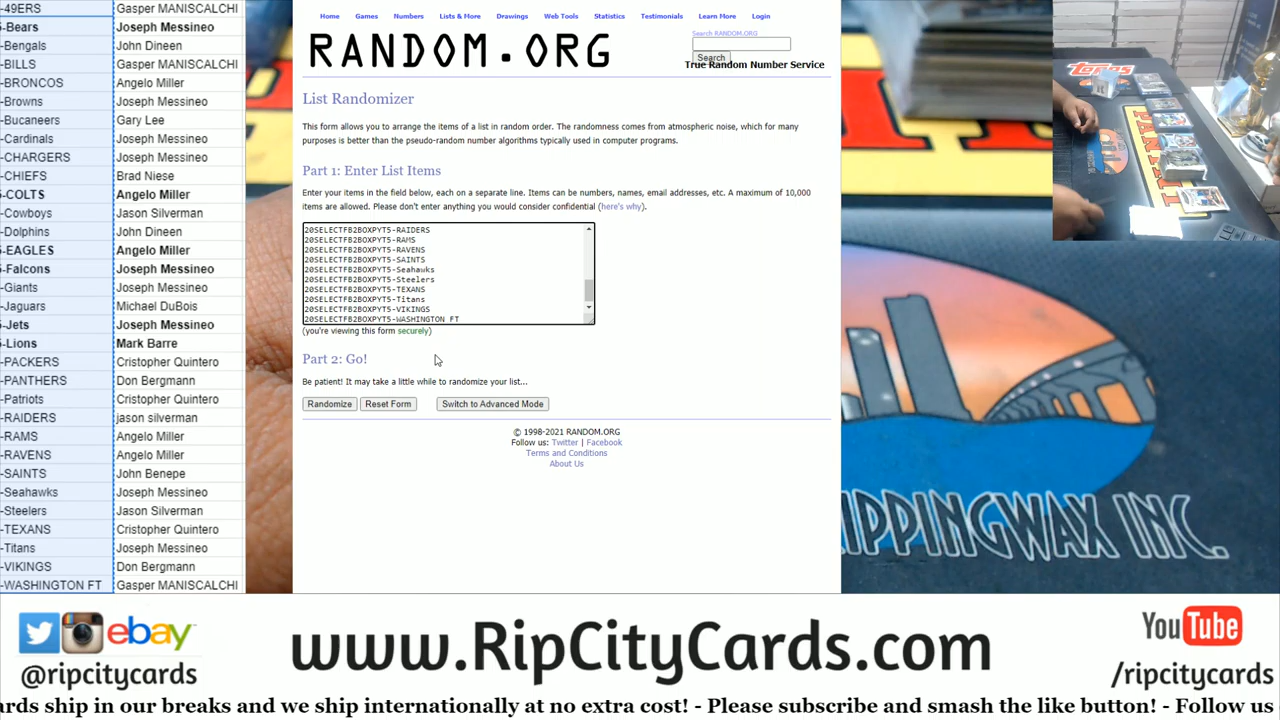 -49ERS Gasper MANISCALCHI
-Bears Joseph Messineo
John Dineen
-BILLS Gasper MANISCALCHI
-BRONCOS Angelo Miller
-Browns Joseph Messineo
-Bucaneers Gary Lee
-Cardinals Joseph Messineo
-CHARGERS Joseph Messineo
-CHIEFS Brad Niese
-COLTS Angelo Miller
-Cowboys Jason Silverman
-Dolphins John Dineen
-EAGLES Angelo Miller
-Falcons Joseph Messineo
-Giants Joseph Messineo
-Jaguars Michael DuBois
-Jets Joseph Messineo
-Lions Mark Barre
-PACKERS Cristopher Quintero
-PANTHERS Don Bergmann
-Patriots Cristopher Quintero
-RAIDERS jason silverman
-RAMS Angelo Miller
-RAVENS Angelo Miller
-SAINTS John Benepe
-Seahawks Joseph Messineo
-Steelers Jason Silverman
-TEXANS Cristopher Quintero
-Titans Joseph Messineo
-VIKINGS Don Bergmann
-WASHINGTON FT Gasper MANISCALCHI
Home Games Numbers Lists & More Drawings Web Tools Statistics Testimonials Learn More Login
RANDOM.ORG
Search RANDOM.ORG
Search
True Random Number Service
List Randomizer
This form allows you to arrange the items of a list in random order. The randomness comes from atmospheric noise, which for many
purposes is better than the pseudo-random number algorithms typically used in computer programs.
Part 1: Enter List Items
Enter your items in the field below, each on a separate line. Items can be numbers, names, email addresses, etc. A maximum of 10,000
items are allowed. Please don't enter anything you would consider confidential (here's why).
20SELECTFB2BOXPYT5-RAIDERS
20SELECTFB2BOXPYT5-RAMS
20SELECTFB2BOXPYT5-RAVENS
20SELECTFB2BOXPYT5-SAINTS
20SELECTFB2BOXPYT5-Seahawks
20SELECTFB2BOXPYT5-Steelers
20SELECTFB2BOXPYT5-TEXANS
20SELECTFB2BOXPYT5-Titans
20SELECTFB2BOXPYT5-VIKINGS
20SELECTFB2BOXPYT5-WASHINGTON FT
(you're viewing this form securely)
Part 2: Go!
Be patient! It may take a little while to randomize your list...
Randomize Reset Form Switch to Advanced Mode
© 1998-2021 RANDOM.ORG
Follow us: Twitter | Facebook
Terms and Conditions
About Us
Topps
PANINI
RIPPINGWAX INC.
ebay
@ripcitycards
www.RipCityCards.com
YouTube
/ripcitycards
ards ship in our breaks and we ship internationally at no extra cost! - Please subscribe and smash the like button! - Follow us